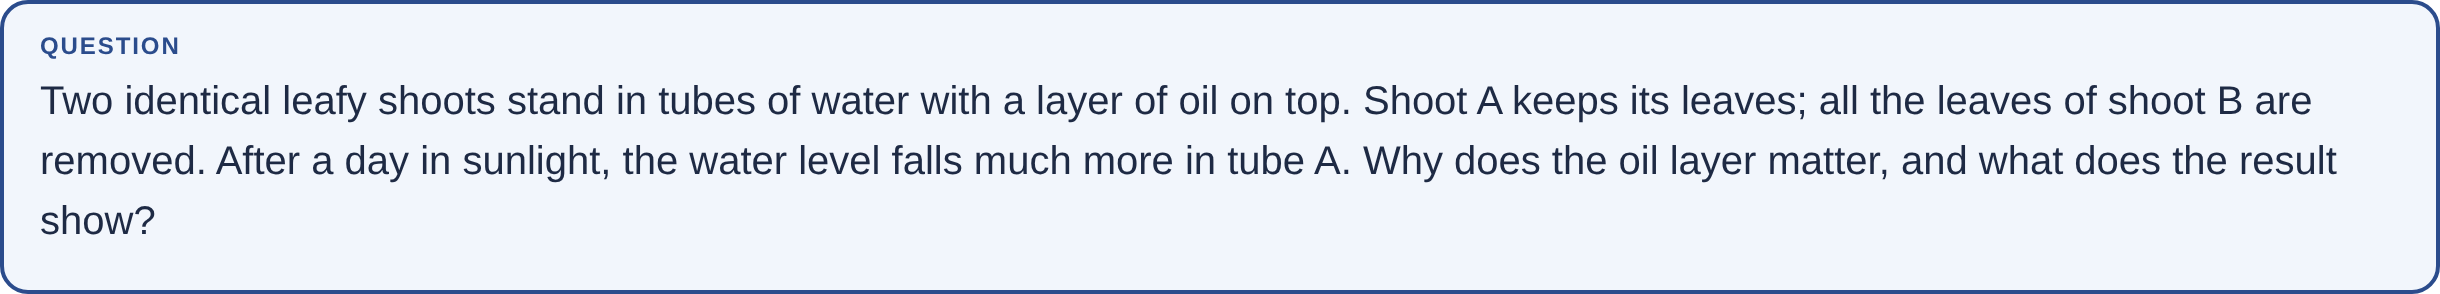 QUESTION
Two identical leafy shoots stand in tubes of water with a layer of oil on top. Shoot A keeps its leaves; all the leaves of shoot B are
removed. After a day in sunlight, the water level falls much more in tube A. Why does the oil layer matter, and what does the result
show?